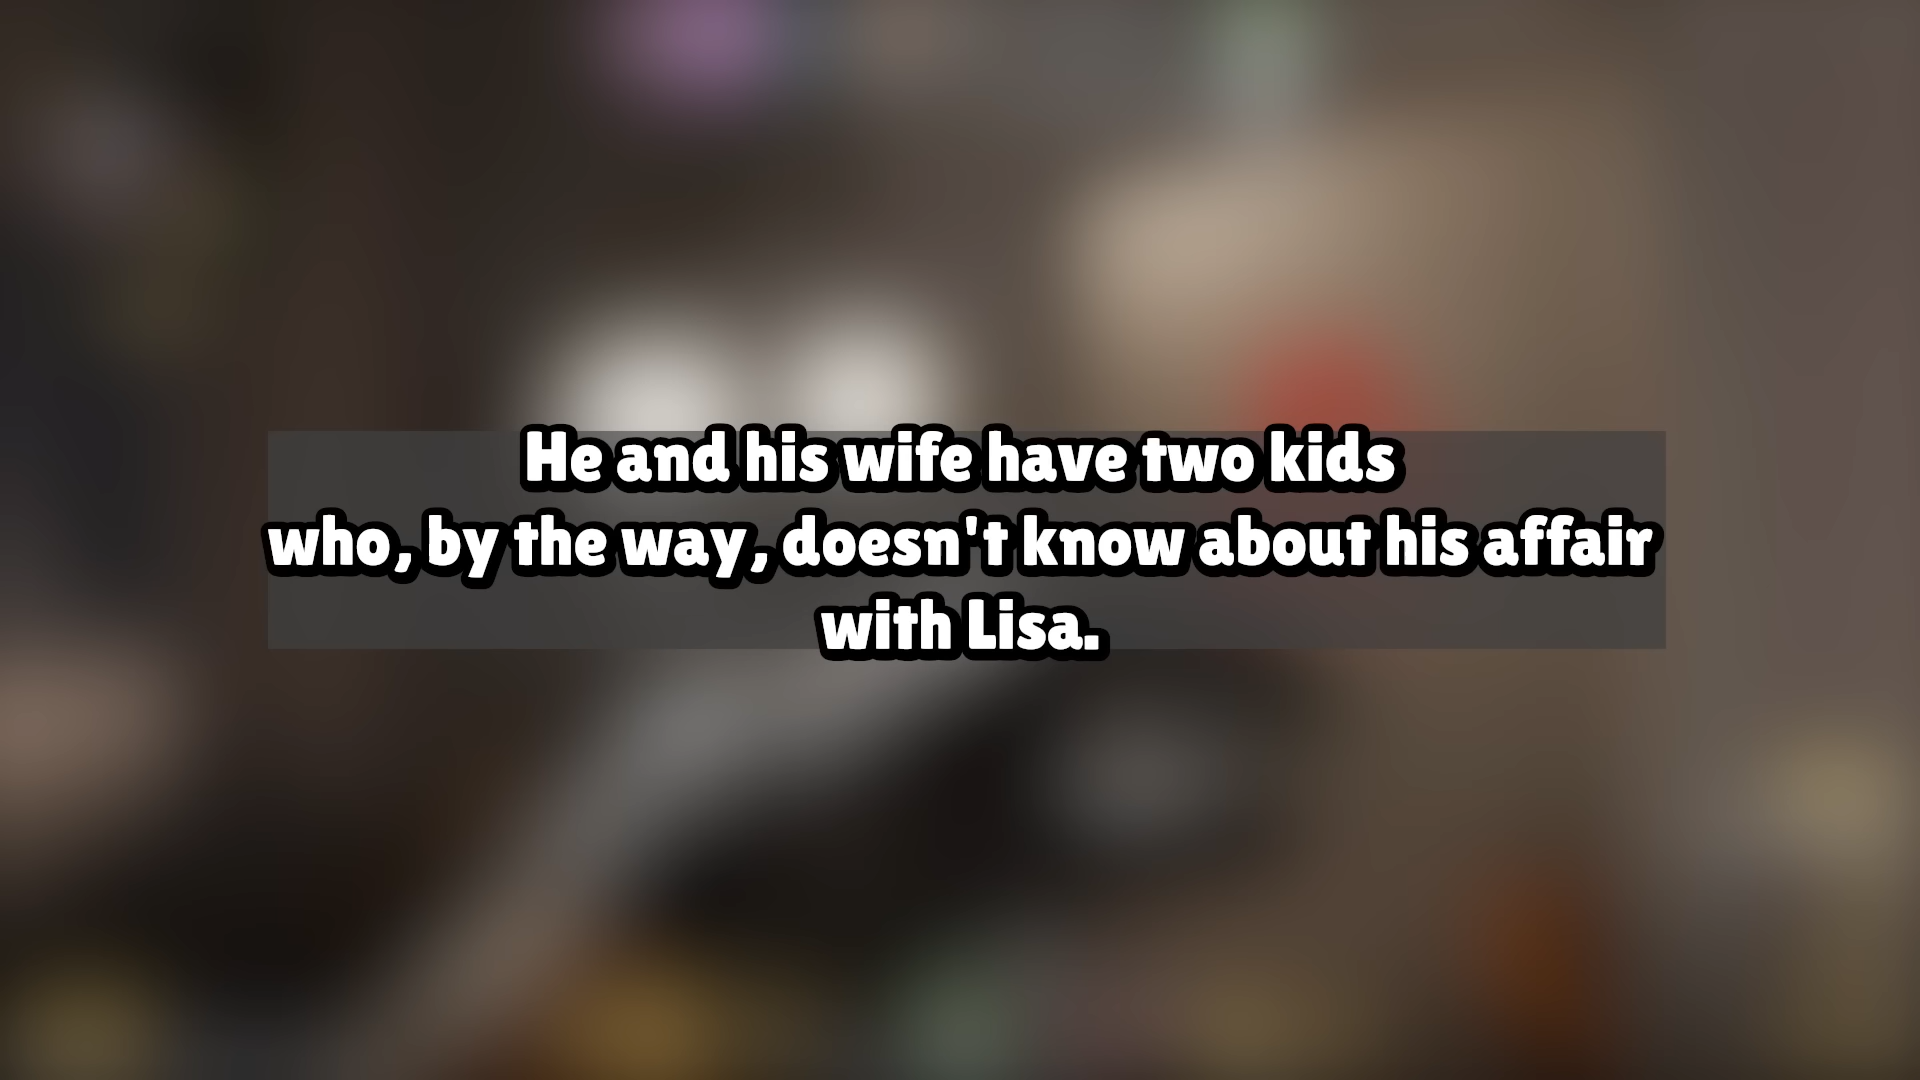 He and his wife have two kids
who, by the way, doesn't know about his affair
with Lisa.